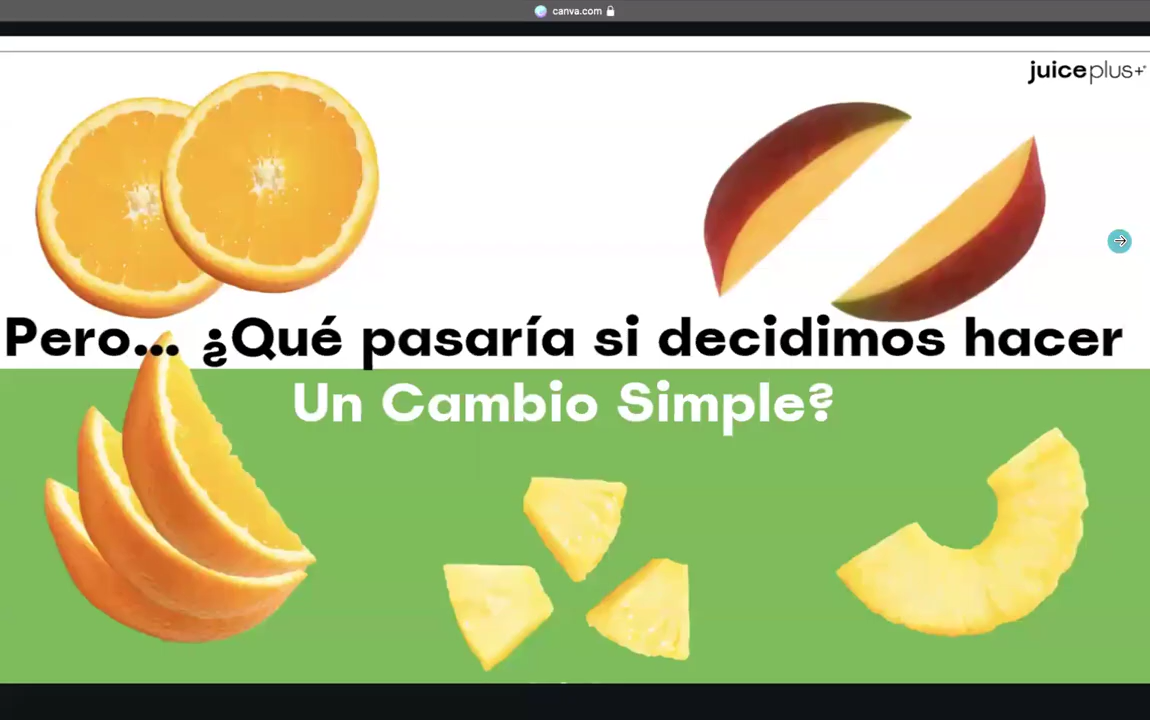 canva.com
juiceplus+
Pero... ¿Qué pasaría si decidimos hacer
Un Cambio Simple?